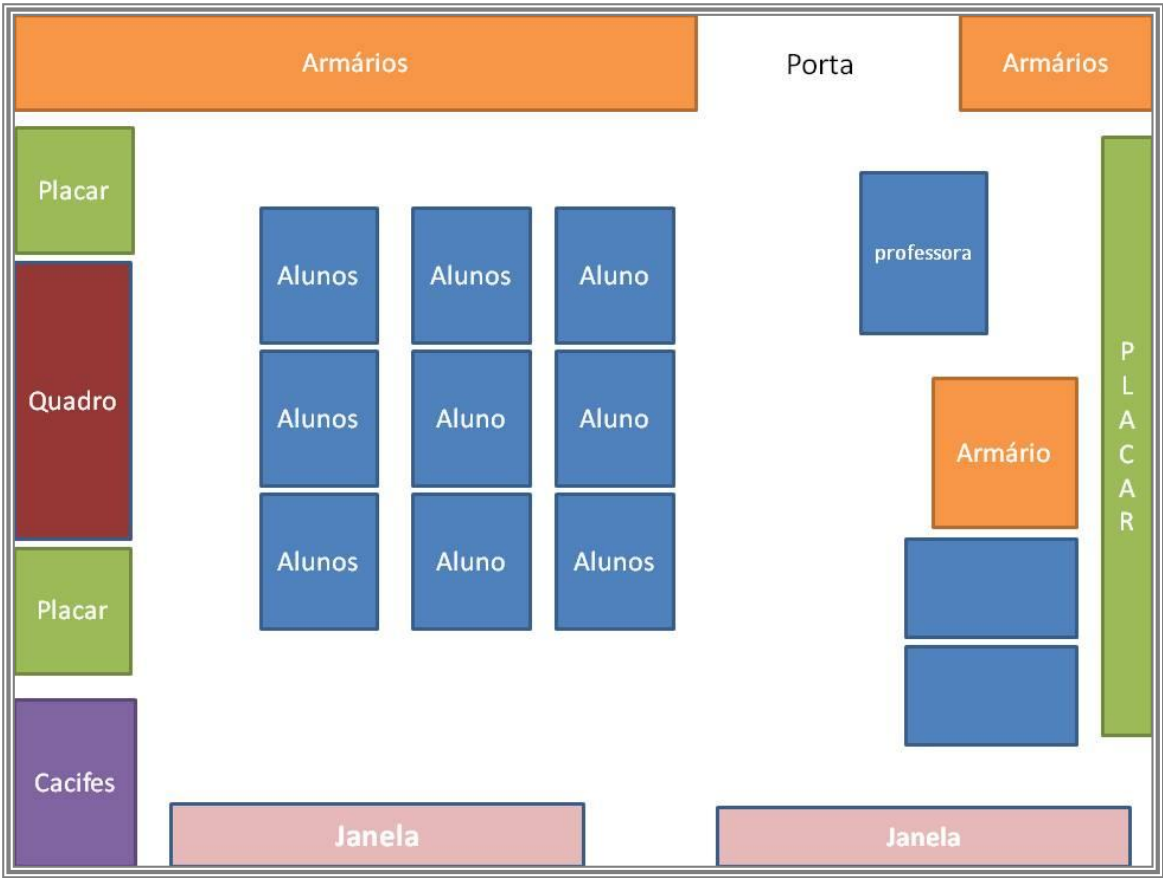 Armários
Porta
Armários
Placar
professora
Alunos
Alunos
Aluno
Quadro
Alunos
Aluno
Aluno
Armário
PLACAR
Alunos
Aluno
Alunos
Placar
Cacifes
Janela
Janela